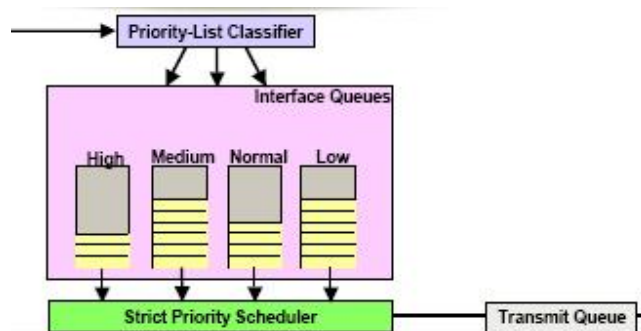 Priority-List Classifier
Interface Queues
High Medium Normal Low
Strict Priority Scheduler
Transmit Queue